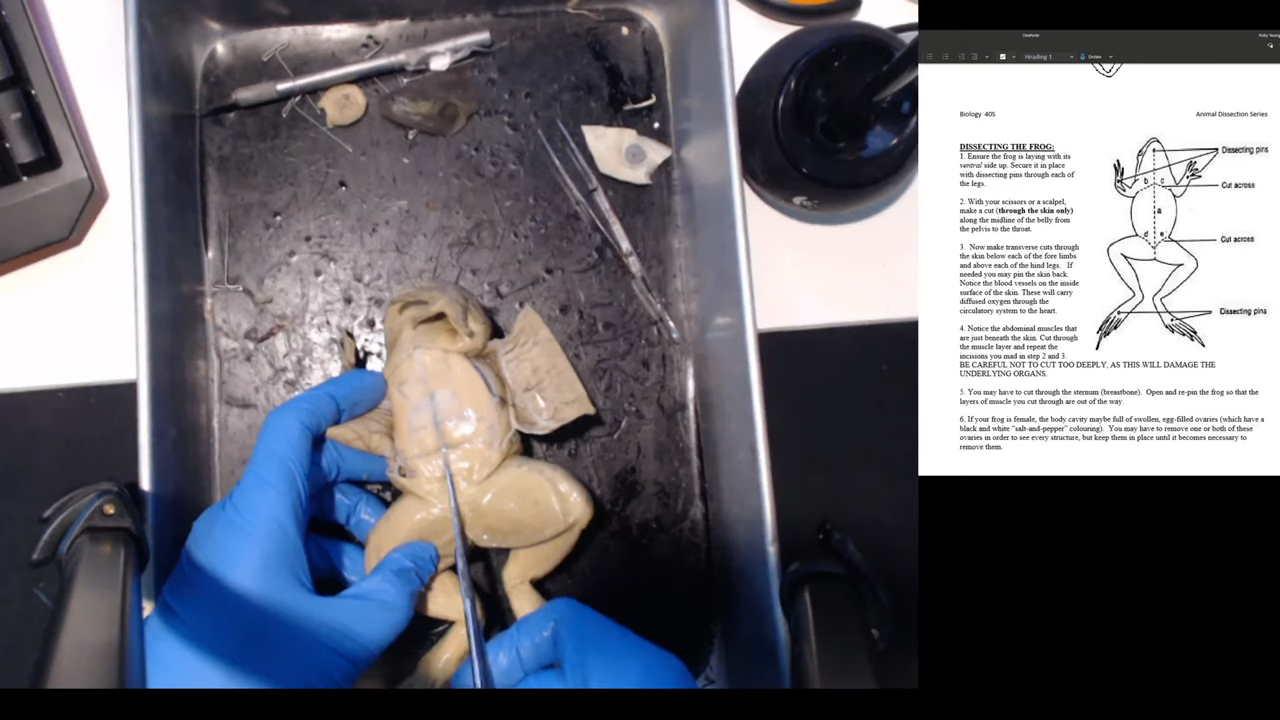 OneNote
Ruby Young
Heading 1
Dictate
Biology 40S
Animal Dissection Series
DISSECTING THE FROG:
1. Ensure the frog is laying with its
ventral side up. Secure it in place
with dissecting pins through each of
the legs.
2. With your scissors or a scalpel,
make a cut (through the skin only)
along the midline of the belly from
the pelvis to the throat.
3. Now make transverse cuts through
the skin below each of the fore limbs
and above each of the hind legs. If
needed you may pin the skin back.
Notice the blood vessels on the inside
surface of the skin. These will carry
diffused oxygen through the
circulatory system to the heart.
4. Notice the abdominal muscles that
are just beneath the skin. Cut through
the muscle layer and repeat the
incisions you mad in step 2 and 3.
BE CAREFUL NOT TO CUT TOO DEEPLY, AS THIS WILL DAMAGE THE
UNDERLYING ORGANS.
5. You may have to cut through the sternum (breastbone). Open and re-pin the frog so that the
layers of muscle you cut through are out of the way.
6. If your frog is female, the body cavity maybe full of swollen, egg-filled ovaries (which have a
black and white "salt-and-pepper" colouring). You may have to remove one or both of these
ovaries in order to see every structure, but keep them in place until it becomes necessary to
remove them.
Dissecting pins
b c
Cut across
a
d e
Cut across
Dissecting pins